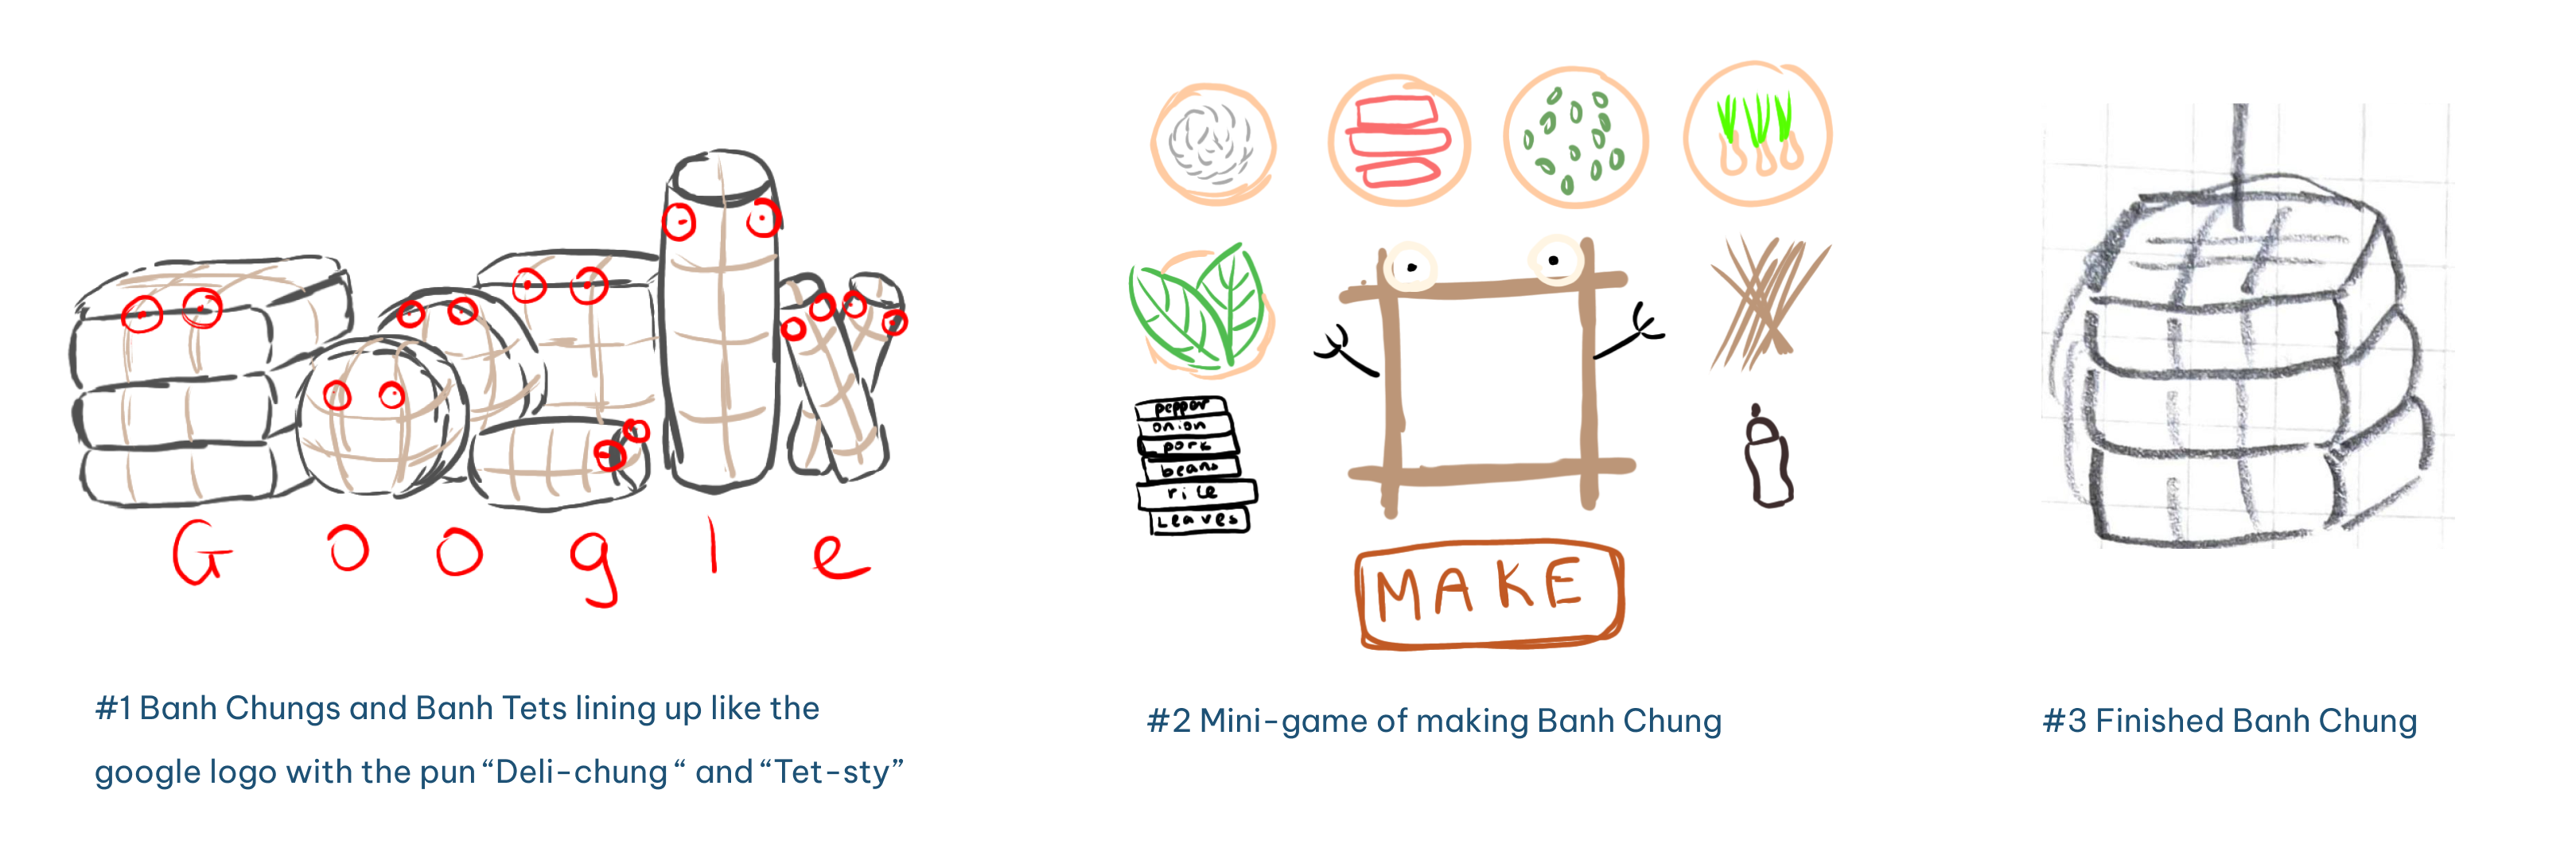 G o o g l e
pepper
onion
pork
beans
rice
Leaves
MAKE
#1 Banh Chungs and Banh Tets lining up like the
google logo with the pun “Deli-chung “ and “Tet-sty”
#2 Mini-game of making Banh Chung
#3 Finished Banh Chung